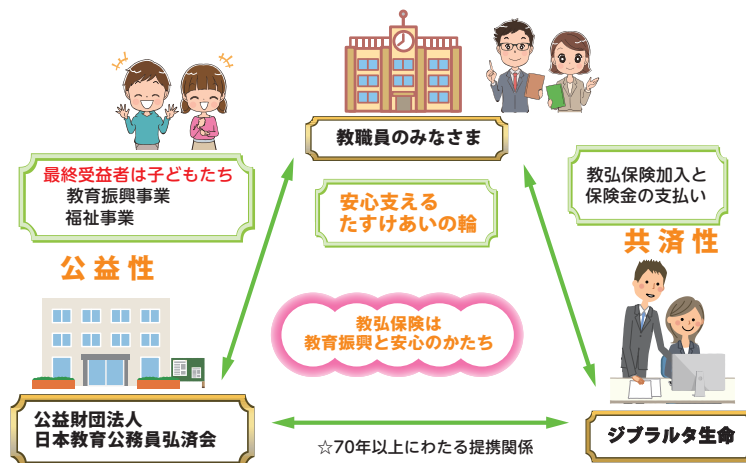 教職員のみなさま
最終受益者は子どもたち
教育振興事業
福祉事業
公益性
安心支える
たすけあいの輪
教弘保険加入と
保険金の支払い
共済性
教弘保険は
教育振興と安心のかたち
公益財団法人
日本教育公務員弘済会
☆70年以上にわたる提携関係
ジブラルタ生命